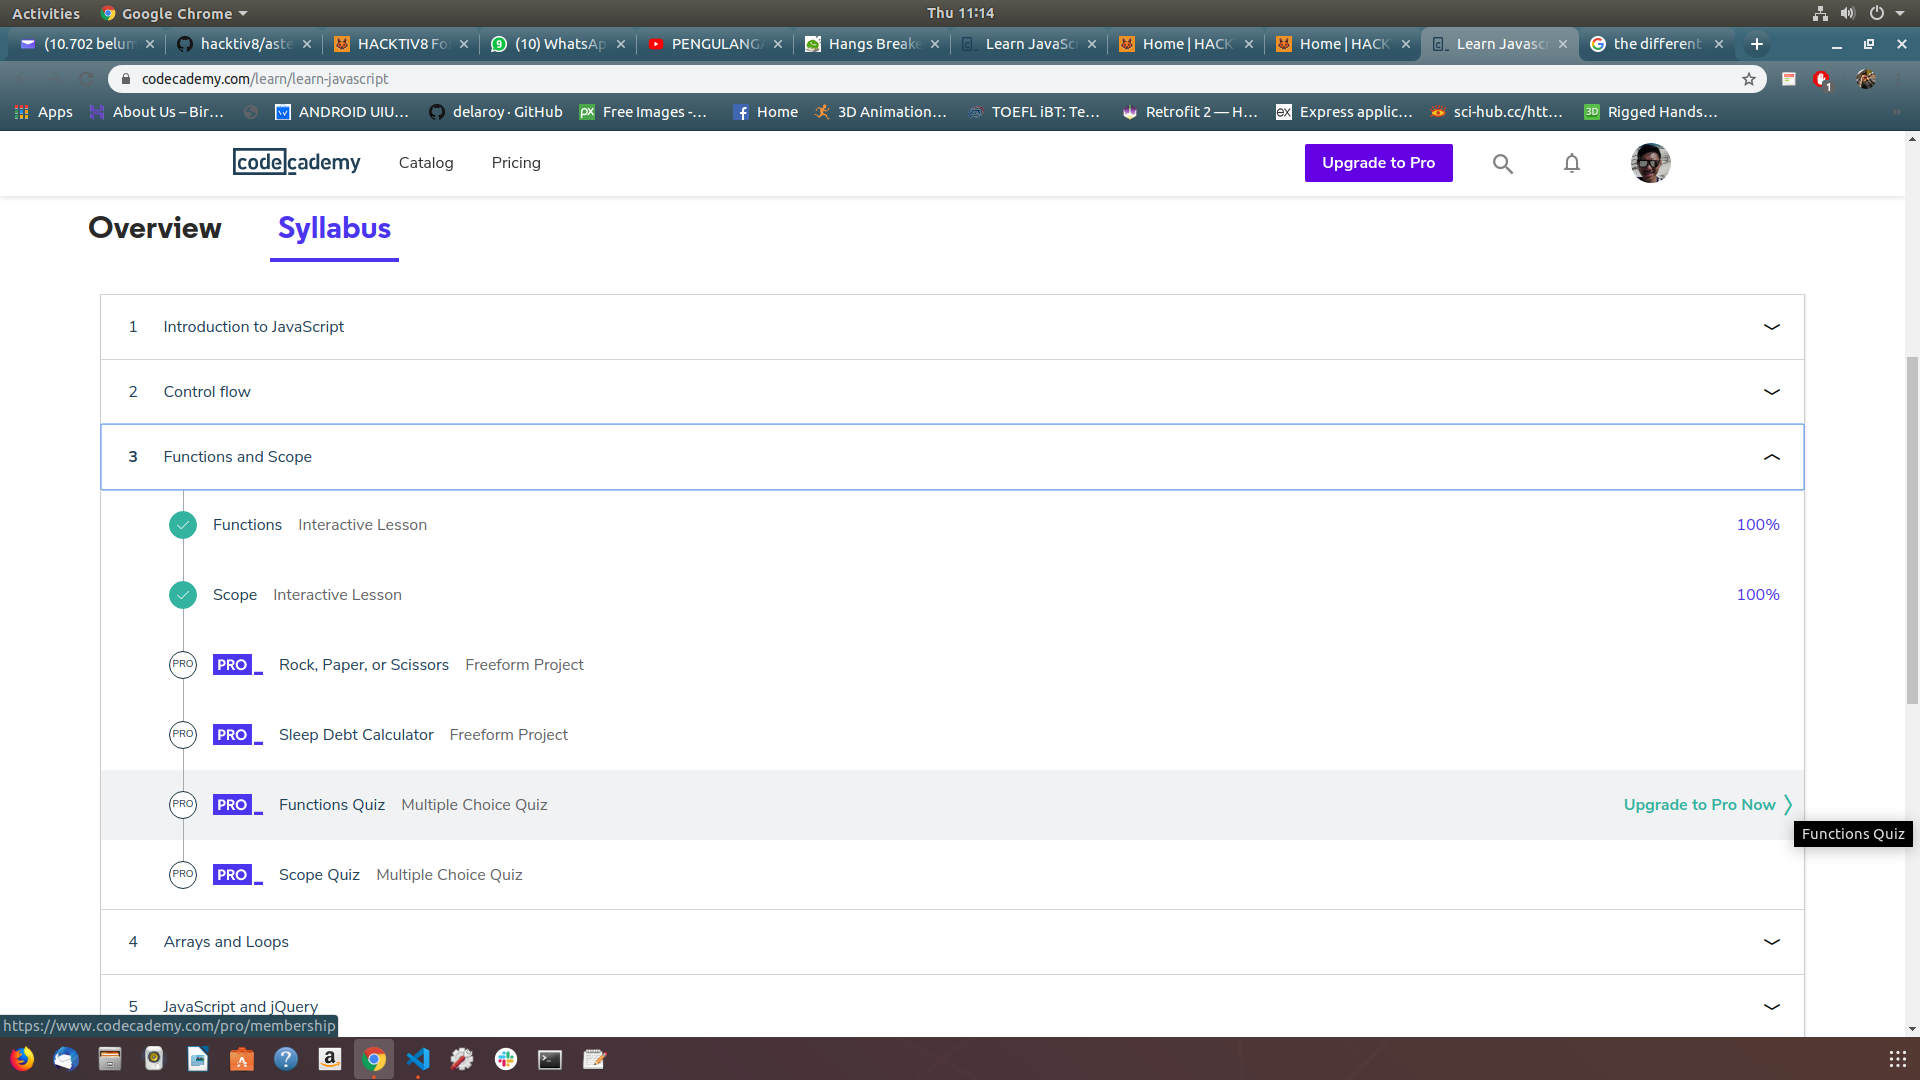 Activities Google Chrome Thu 11:14
(10.702 belum hacktiv8/aste HACKTIV8 Fo (10) WhatsAp PENGULANGA Hangs Breake Learn JavaSc Home | HACK Home | HACK Learn Javasc the different
codecademy.com/learn/learn-javascript
Apps About Us – Bir… ANDROID UIU… delaroy · GitHub Free Images -… Home 3D Animation… TOEFL iBT: Te… Retrofit 2 — H… Express applic… sci-hub.cc/htt… Rigged Hands…
codecademy Catalog Pricing Upgrade to Pro
Overview Syllabus
1 Introduction to JavaScript
2 Control flow
3 Functions and Scope
Functions Interactive Lesson 100%
Scope Interactive Lesson 100%
PRO PRO Rock, Paper, or Scissors Freeform Project
PRO PRO Sleep Debt Calculator Freeform Project
PRO PRO Functions Quiz Multiple Choice Quiz Upgrade to Pro Now
Functions Quiz
PRO PRO Scope Quiz Multiple Choice Quiz
4 Arrays and Loops
5 JavaScript and jQuery
https://www.codecademy.com/pro/membership